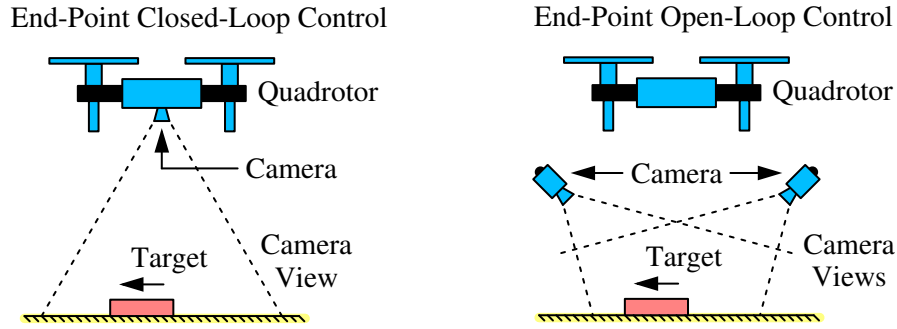 End-Point Closed-Loop Control
Quadrotor
Camera
Target
Camera
View
End-Point Open-Loop Control
Quadrotor
Camera
Target
Camera
Views